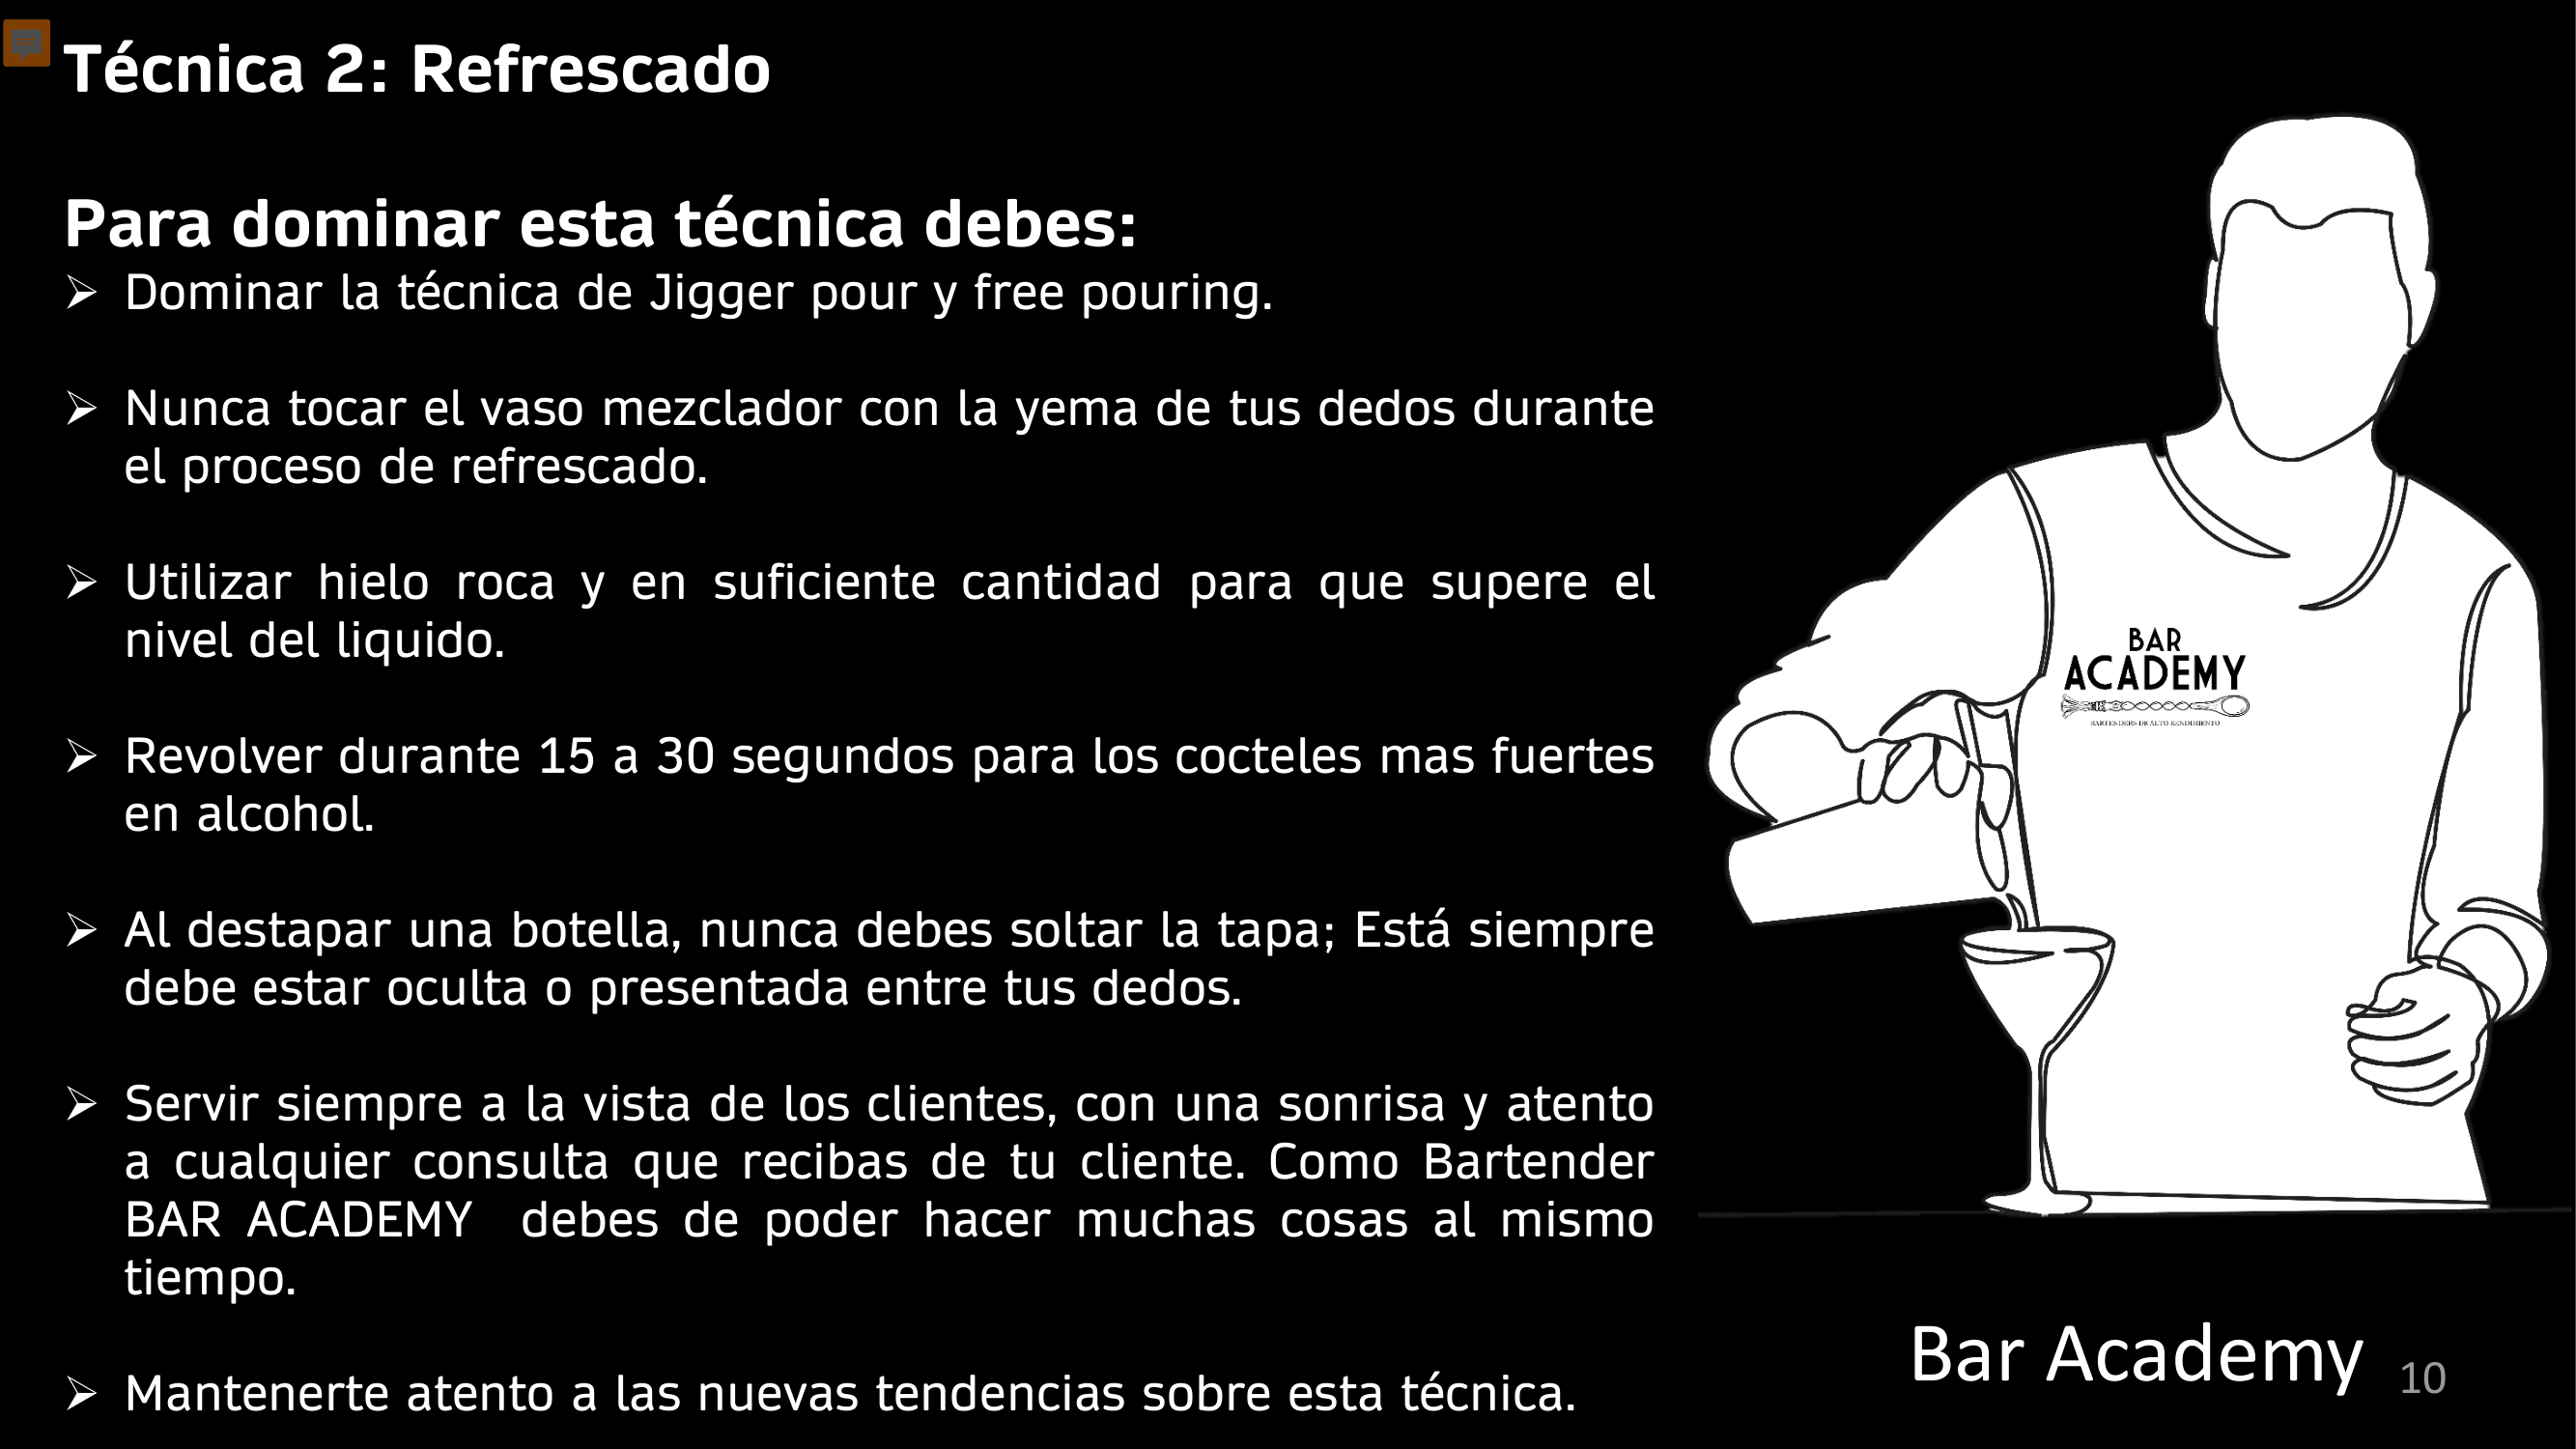 Técnica 2: Refrescado
Para dominar esta técnica debes:
➢ Dominar la técnica de Jigger pour y free pouring.
➢ Nunca tocar el vaso mezclador con la yema de tus dedos durante
el proceso de refrescado.
➢ Utilizar hielo roca y en suficiente cantidad para que supere el
nivel del liquido.
➢ Revolver durante 15 a 30 segundos para los cocteles mas fuertes
en alcohol.
➢ Al destapar una botella, nunca debes soltar la tapa; Está siempre
debe estar oculta o presentada entre tus dedos.
➢ Servir siempre a la vista de los clientes, con una sonrisa y atento
a cualquier consulta que recibas de tu cliente. Como Bartender
BAR ACADEMY debes de poder hacer muchas cosas al mismo
tiempo.
➢ Mantenerte atento a las nuevas tendencias sobre esta técnica.
BAR
ACADEMY
BARTENDERS DE ALTO RENDIMIENTO
Bar Academy
10